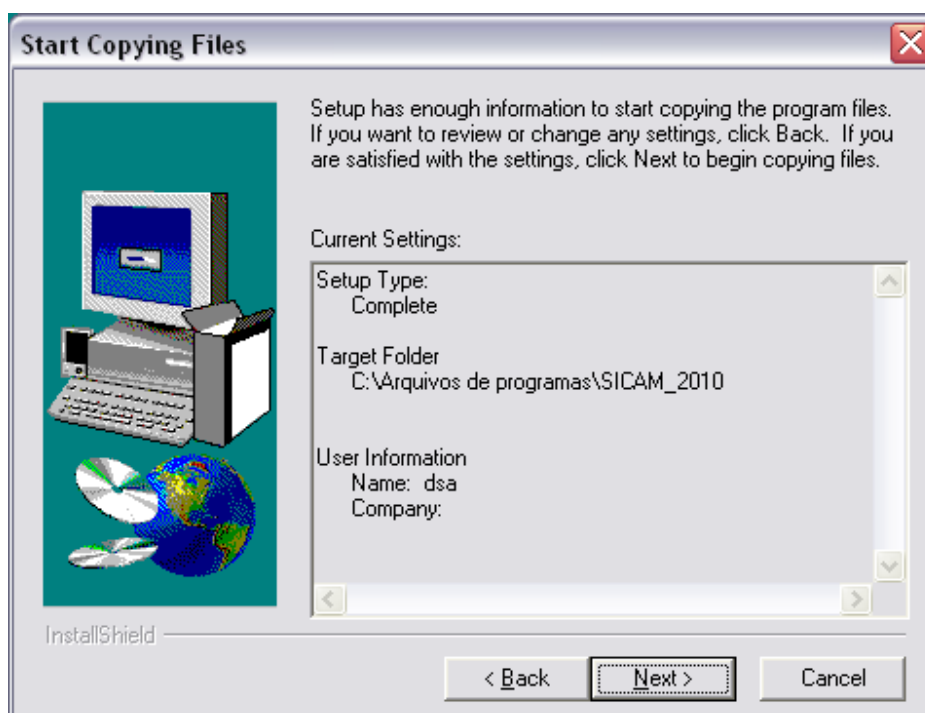 Start Copying Files
Setup has enough information to start copying the program files.
If you want to review or change any settings, click Back.  If you
are satisfied with the settings, click Next to begin copying files.
Current Settings:
Setup Type:
Complete
Target Folder
C:\Arquivos de programas\SICAM_2010
User Information
Name:  dsa
Company:
InstallShield
< Back
Next >
Cancel